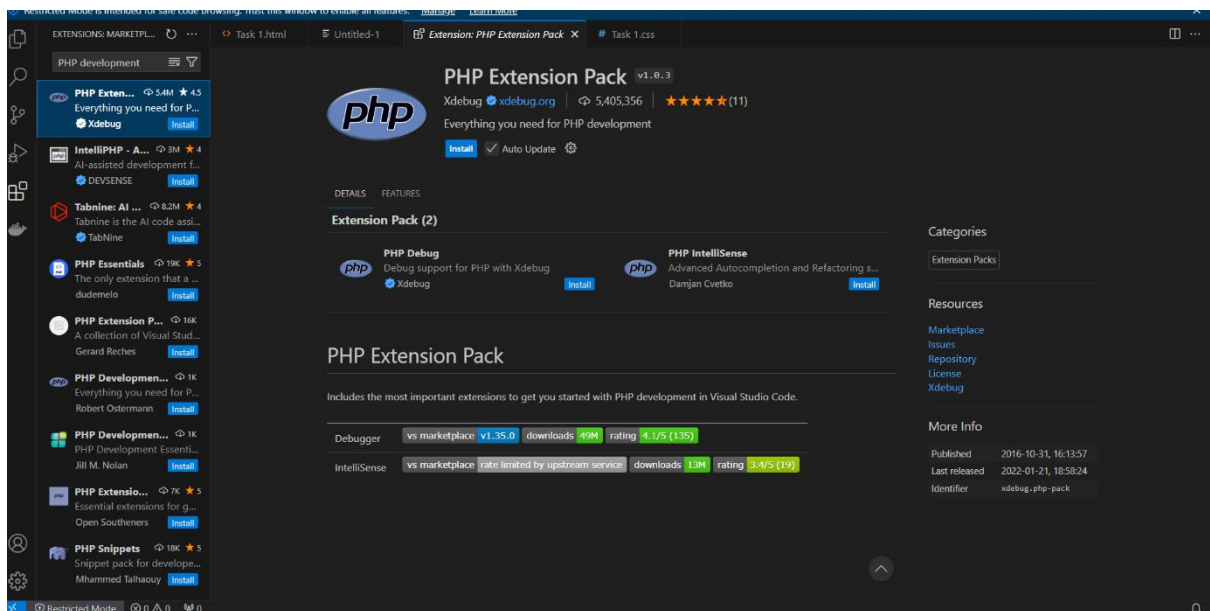 Restricted Mode is intended for safe code browsing. Trust this window to enable all features. Manage Learn More
EXTENSIONS: MARKETPL...
PHP development
PHP Exten... 5.4M ★ 4.5
Everything you need for P...
Xdebug Install
IntelliPHP - A... 3M ★ 4
AI-assisted development f...
DEVSENSE Install
Tabnine: AI ... 8.2M ★ 4
Tabnine is the AI code assi...
TabNine Install
PHP Essentials 19K ★ 5
The only extension that a ...
dudemelo Install
PHP Extension P... 16K
A collection of Visual Stud...
Gerard Reches Install
PHP Developmen... 1K
Everything you need for P...
Robert Ostermann Install
PHP Developmen... 1K
PHP Development Essenti...
Jill M. Nolan Install
PHP Extensio... 7K ★ 5
Essential extensions for g...
Open Southeners Install
PHP Snippets 18K ★ 5
Snippet pack for develope...
Mhammed Talhaouy Install
Task 1.html Untitled-1 Extension: PHP Extension Pack # Task 1.css
php
PHP Extension Pack v1.0.3
Xdebug xdebug.org 5,405,356 ★★★★★(11)
Everything you need for PHP development
Install Auto Update
DETAILS FEATURES
Extension Pack (2)
php
PHP Debug
Debug support for PHP with Xdebug
Xdebug Install
php
PHP IntelliSense
Advanced Autocompletion and Refactoring s...
Damjan Cvetko Install
PHP Extension Pack
Includes the most important extensions to get you started with PHP development in Visual Studio Code.
Debugger vs marketplace v1.35.0 downloads 49M rating 4.1/5 (135)
IntelliSense vs marketplace rate limited by upstream service downloads 13M rating 3.4/5 (19)
Categories
Extension Packs
Resources
Marketplace
Issues
Repository
License
Xdebug
More Info
Published 2016-10-31, 16:13:57
Last released 2022-01-21, 18:58:24
Identifier xdebug.php-pack
Restricted Mode 0 0 0